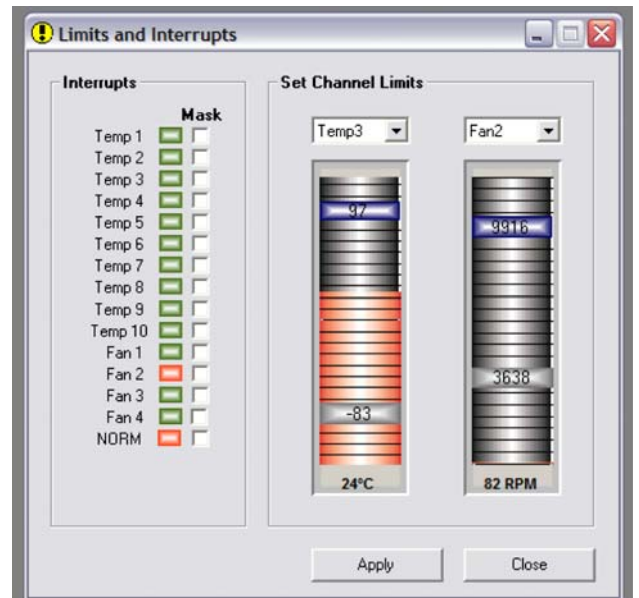 Limits and Interrupts
Interrupts
Mask
Temp 1
Temp 2
Temp 3
Temp 4
Temp 5
Temp 6
Temp 7
Temp 8
Temp 9
Temp 10
Fan 1
Fan 2
Fan 3
Fan 4
NORM
Set Channel Limits
Temp3
Fan2
97
9916
3638
-83
24°C
82 RPM
Apply
Close